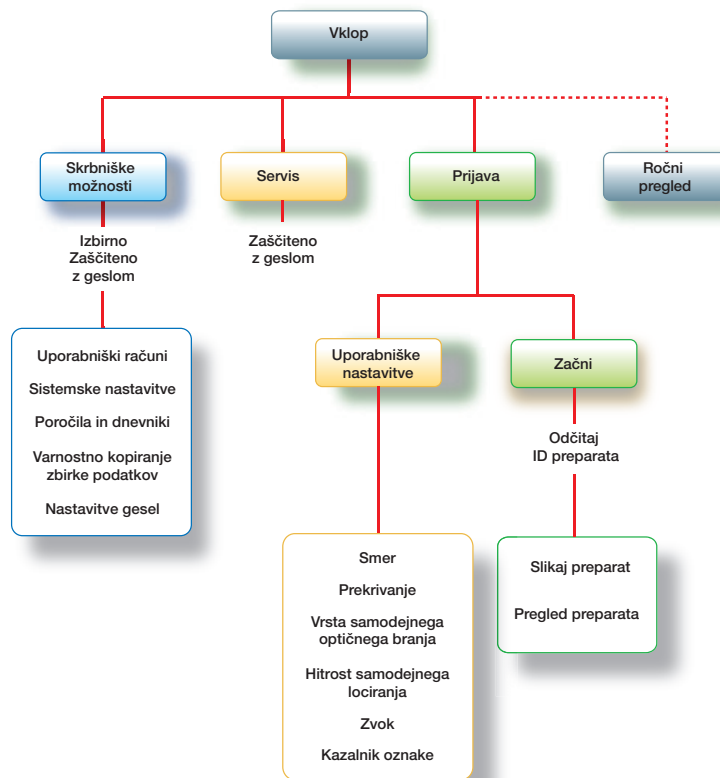 Vklop
Skrbniške
možnosti
Servis
Prijava
Ročni
pregled
Izbirno
Zaščiteno
z geslom
Zaščiteno
z geslom
Uporabniški računi
Sistemske nastavitve
Poročila in dnevniki
Varnostno kopiranje
zbirke podatkov
Nastavitve gesel
Uporabniške
nastavitve
Začni
Odčitaj
ID preparata
Smer
Prekrivanje
Vrsta samodejnega
optičnega branja
Hitrost samodejnega
lociranja
Zvok
Kazalnik oznake
Slikaj preparat
Pregled preparata